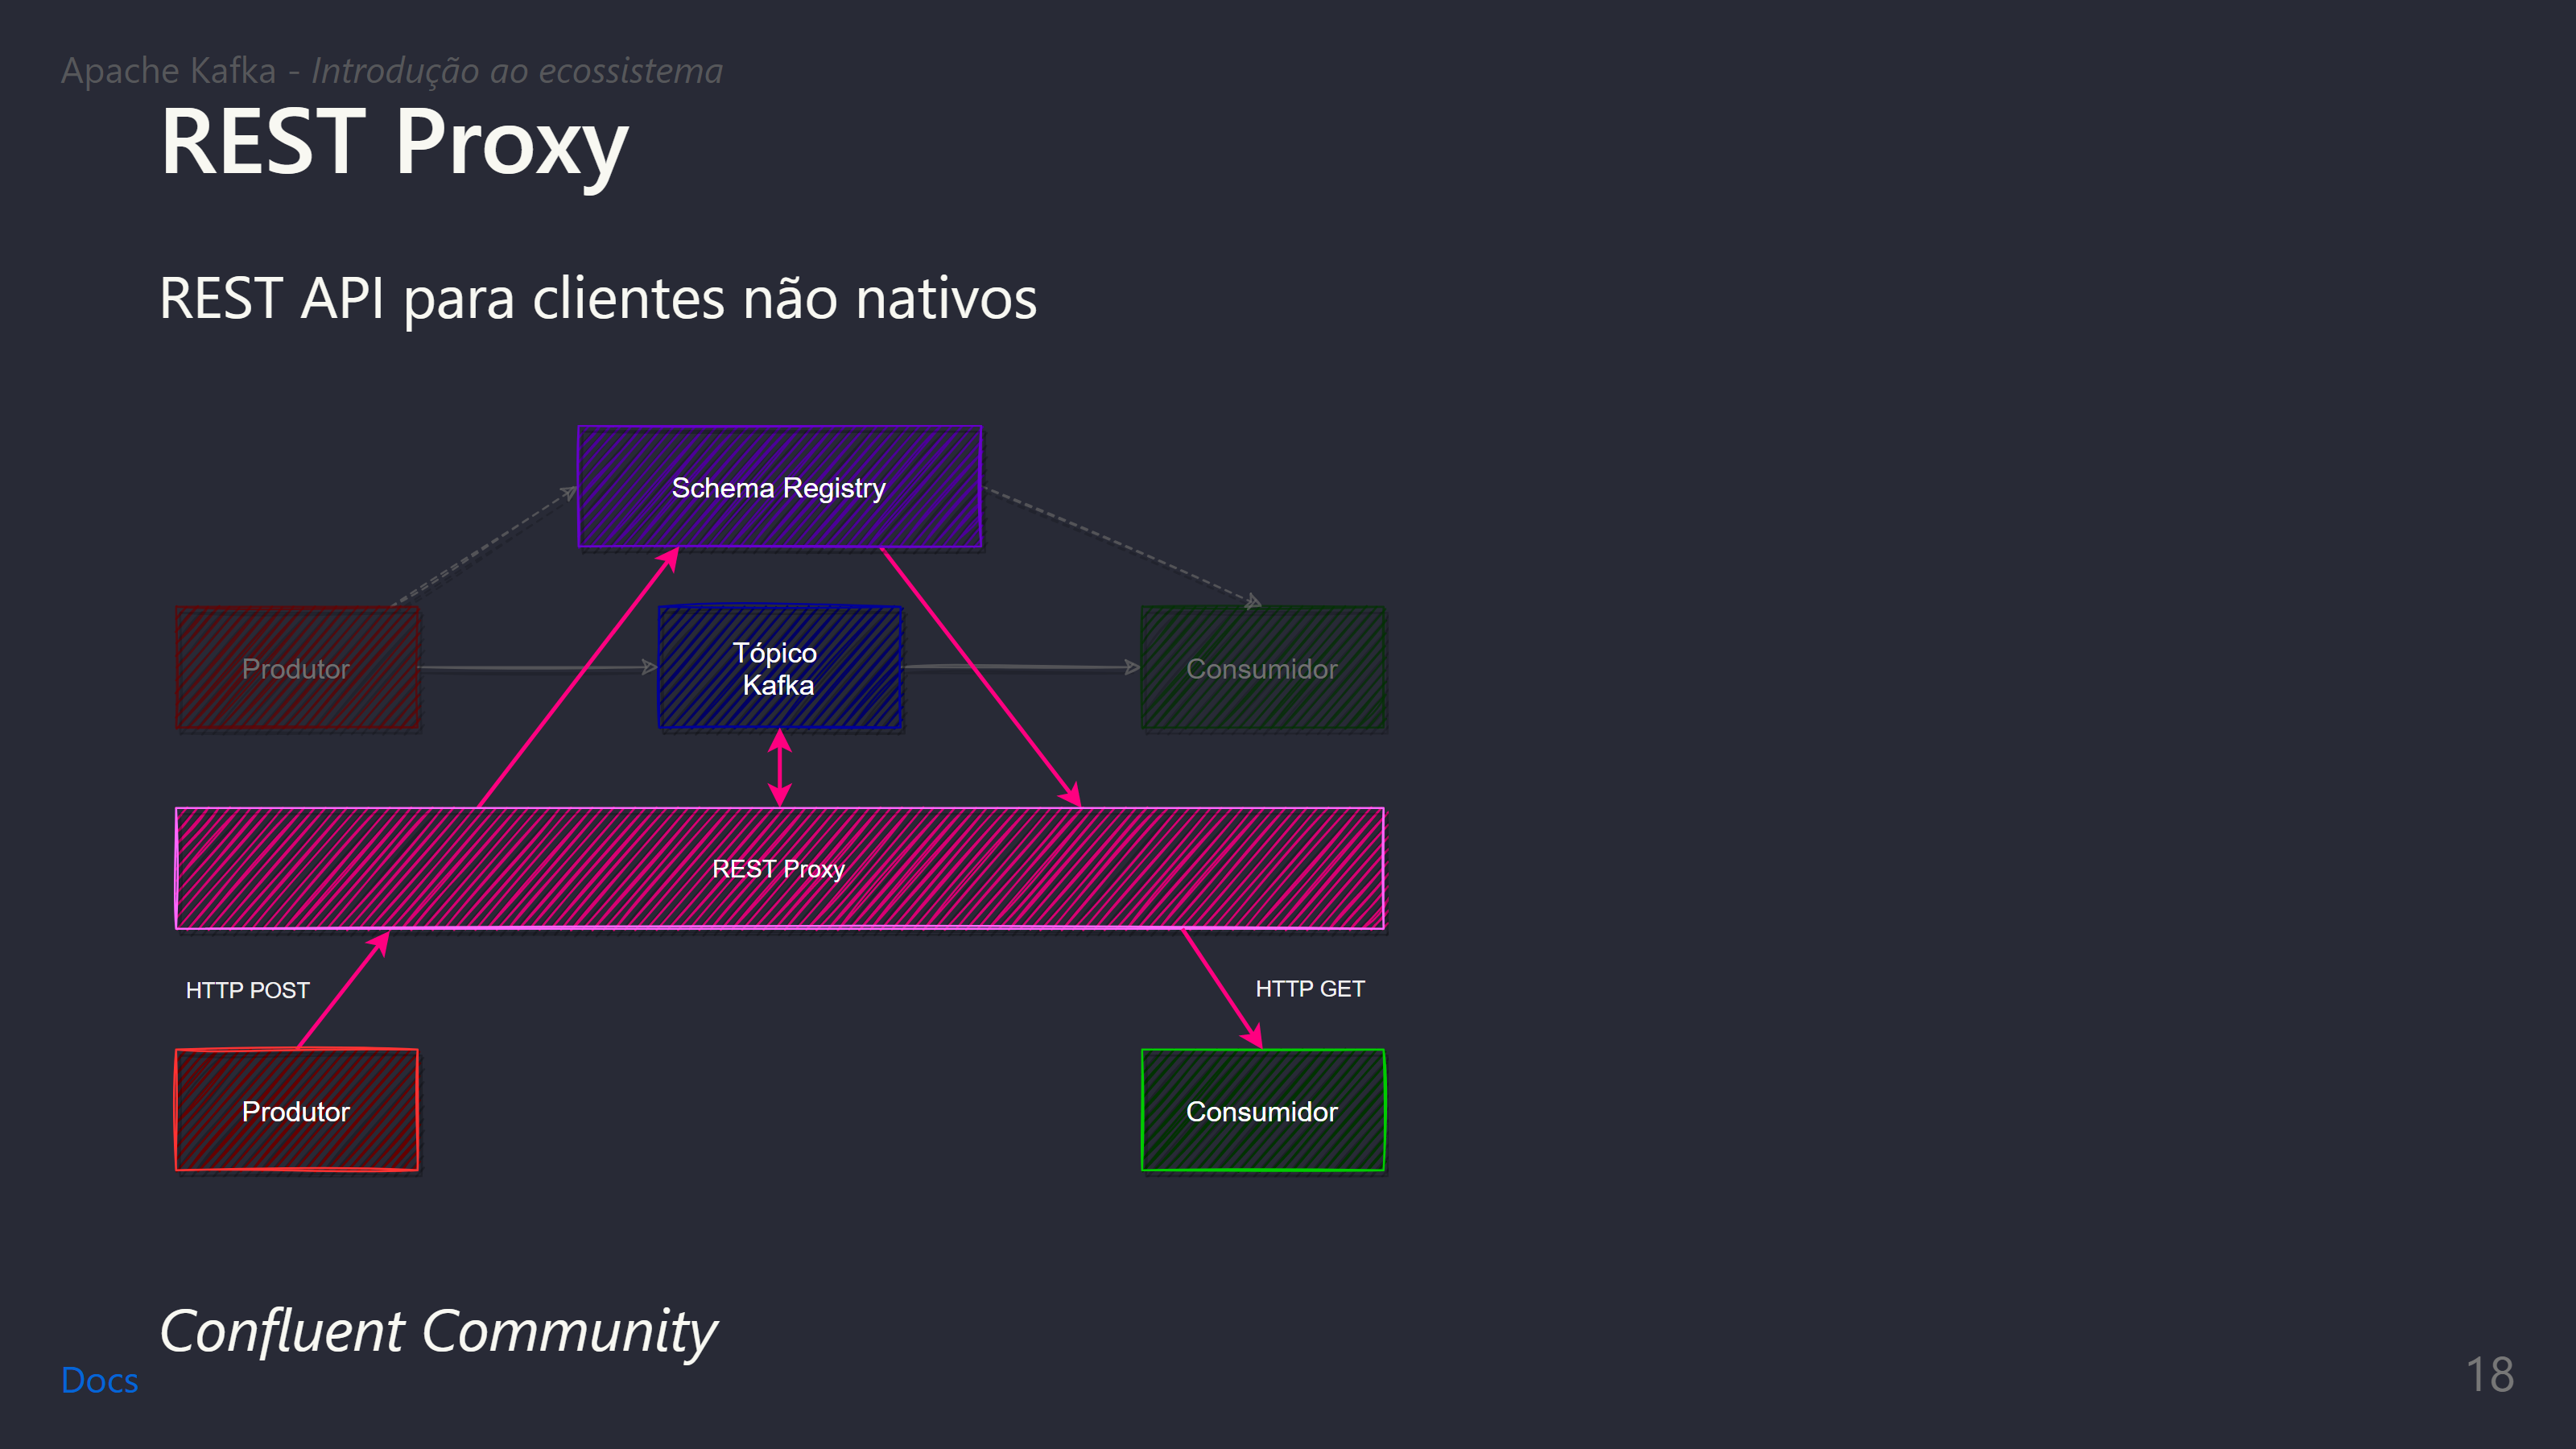 Apache Kafka - Introdução ao ecossistema
REST Proxy
REST API para clientes não nativos
Schema Registry
Produtor
Tópico
Kafka
Consumidor
REST Proxy
HTTP POST
HTTP GET
Produtor
Consumidor
Confluent Community
Docs
18